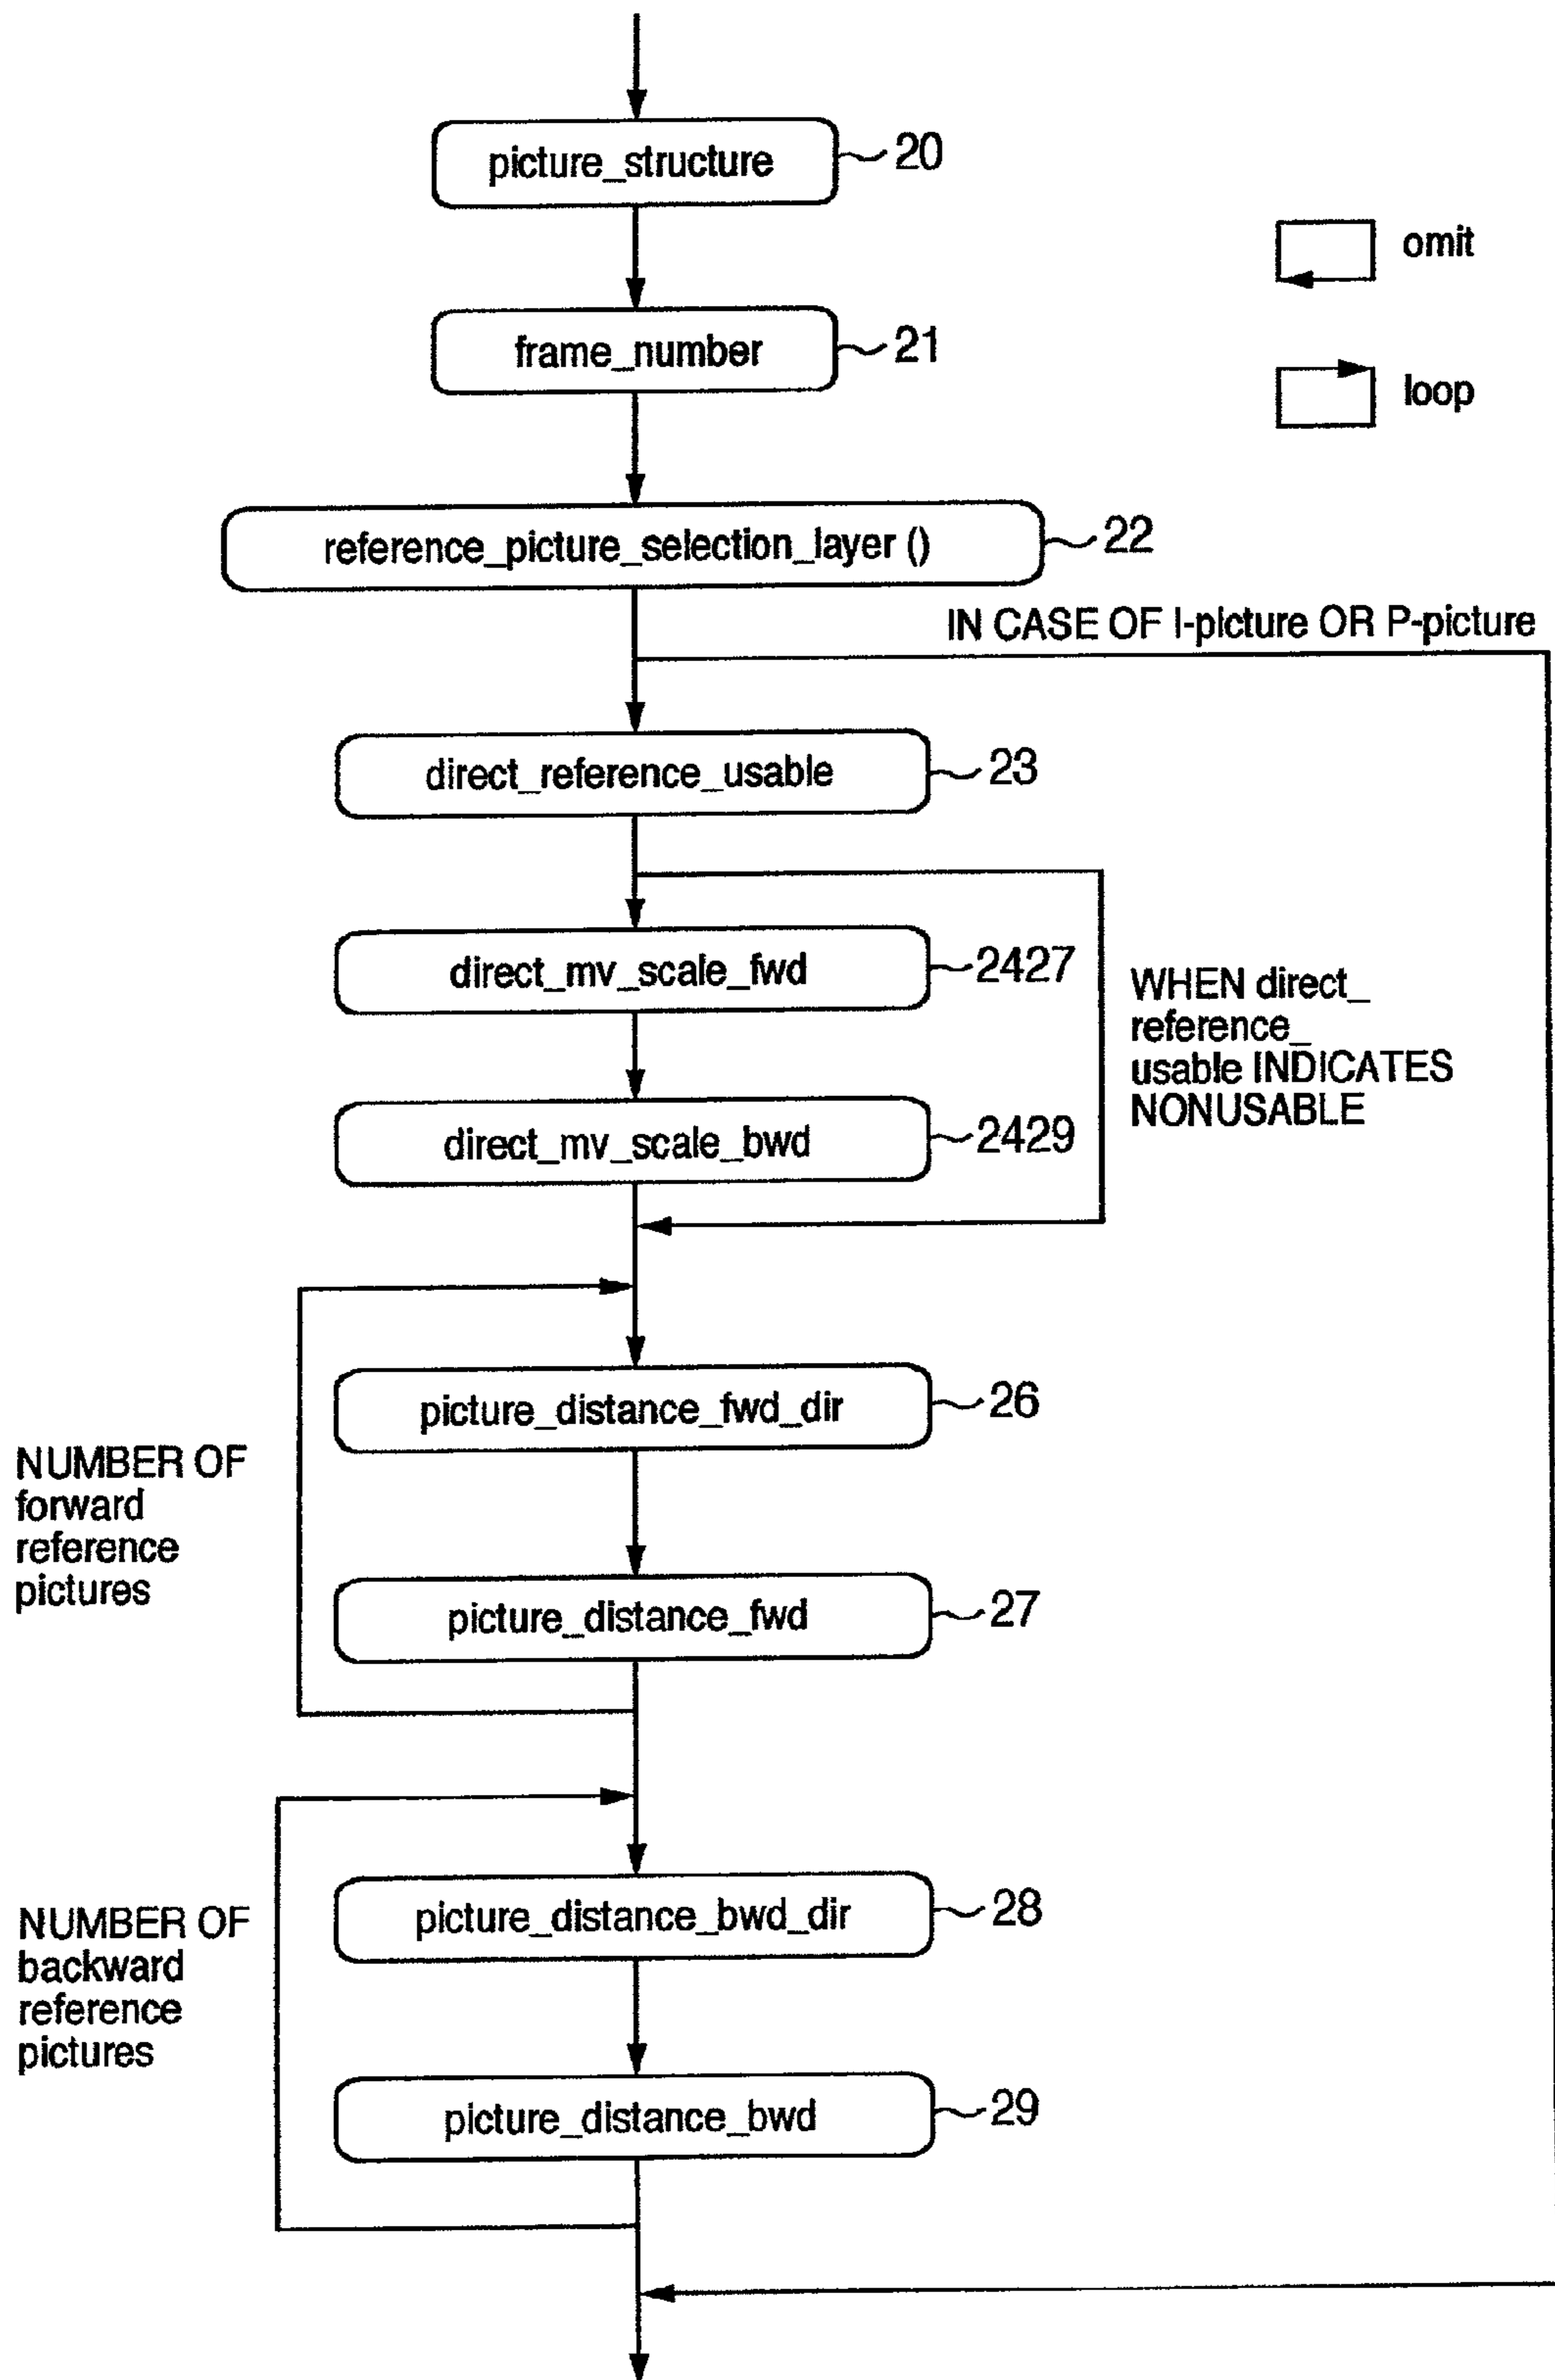 picture_structure
20
omit
frame_number
21
loop
reference_picture_selection_layer ()
22
IN CASE OF I-picture OR P-picture
direct_reference_usable
23
direct_mv_scale_fwd
2427
WHEN direct_
reference_
usable INDICATES
NONUSABLE
direct_mv_scale_bwd
2429
picture_distance_fwd_dir
26
NUMBER OF
forward
reference
pictures
picture_distance_fwd
27
picture_distance_bwd_dir
28
NUMBER OF
backward
reference
pictures
picture_distance_bwd
29